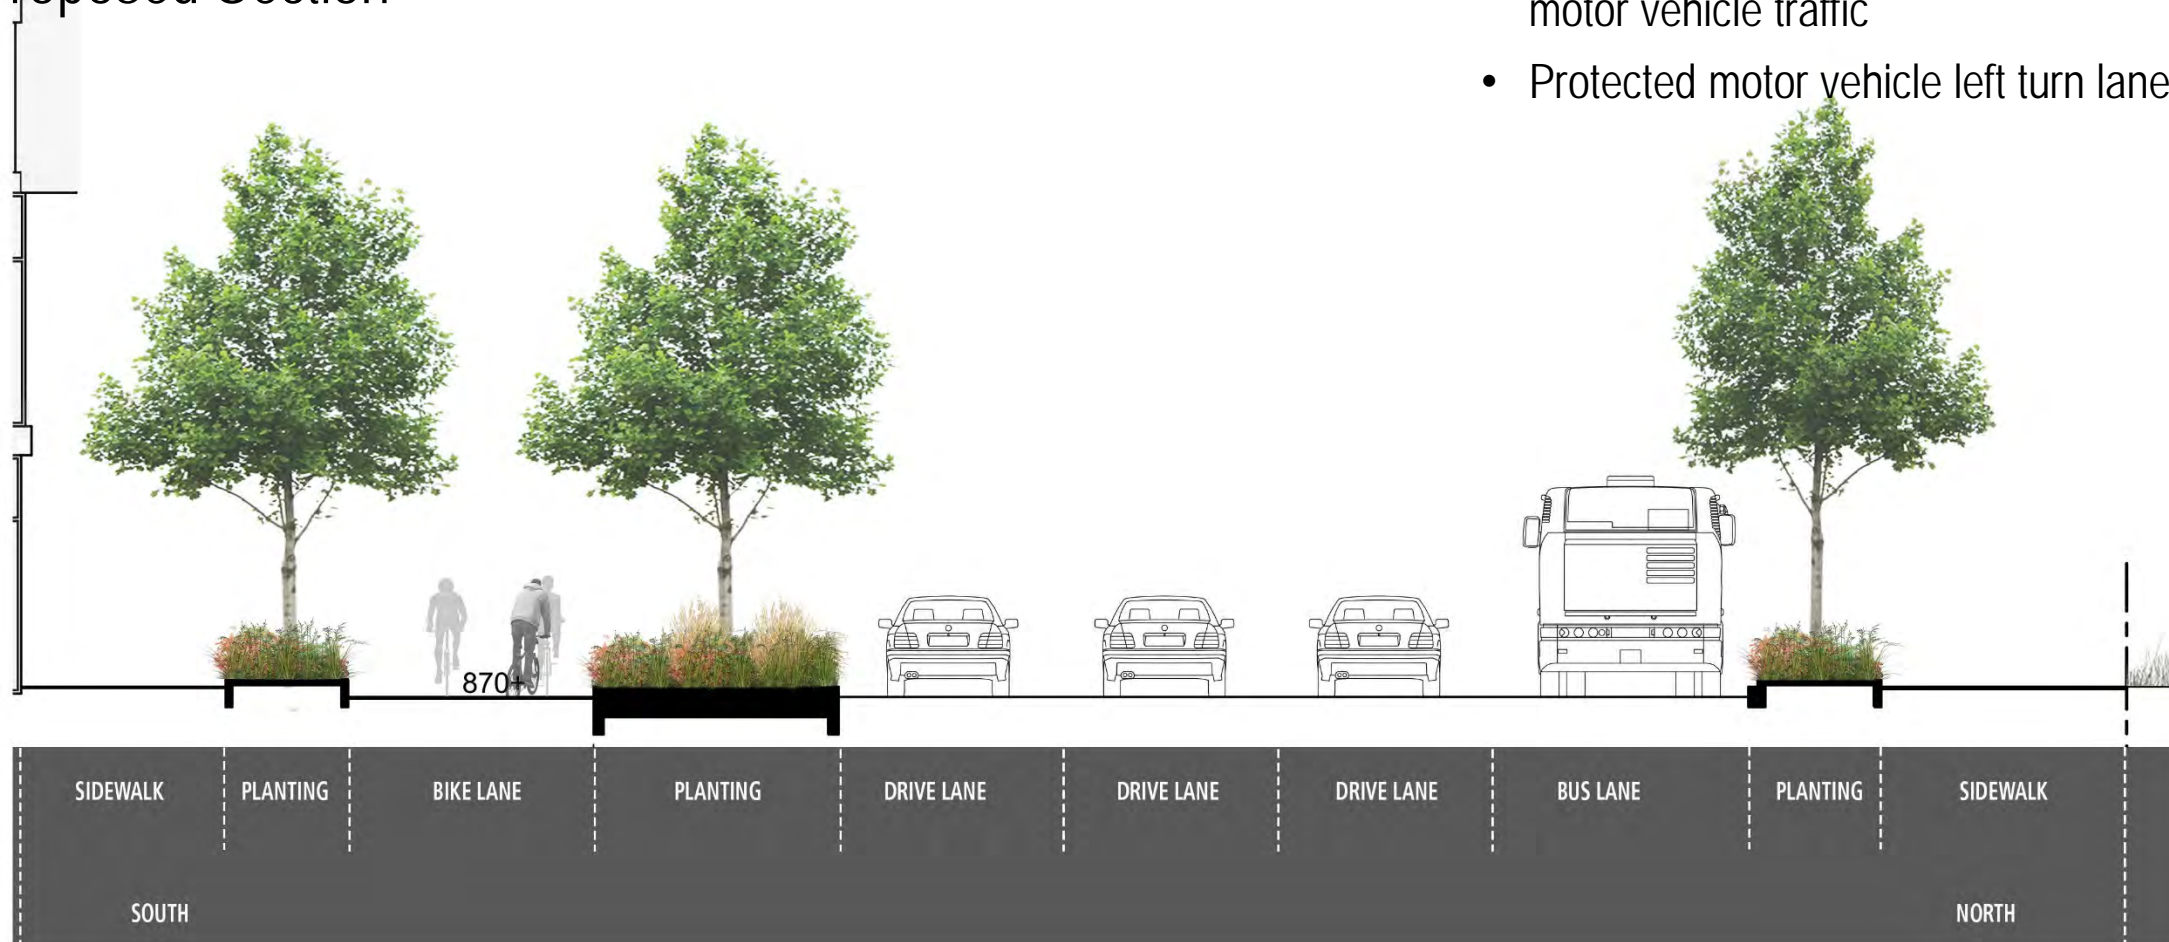 motor vehicle traffic
• Protected motor vehicle left turn lane
870+
SIDEWALK PLANTING BIKE LANE PLANTING DRIVE LANE DRIVE LANE DRIVE LANE BUS LANE PLANTING SIDEWALK
SOUTH NORTH